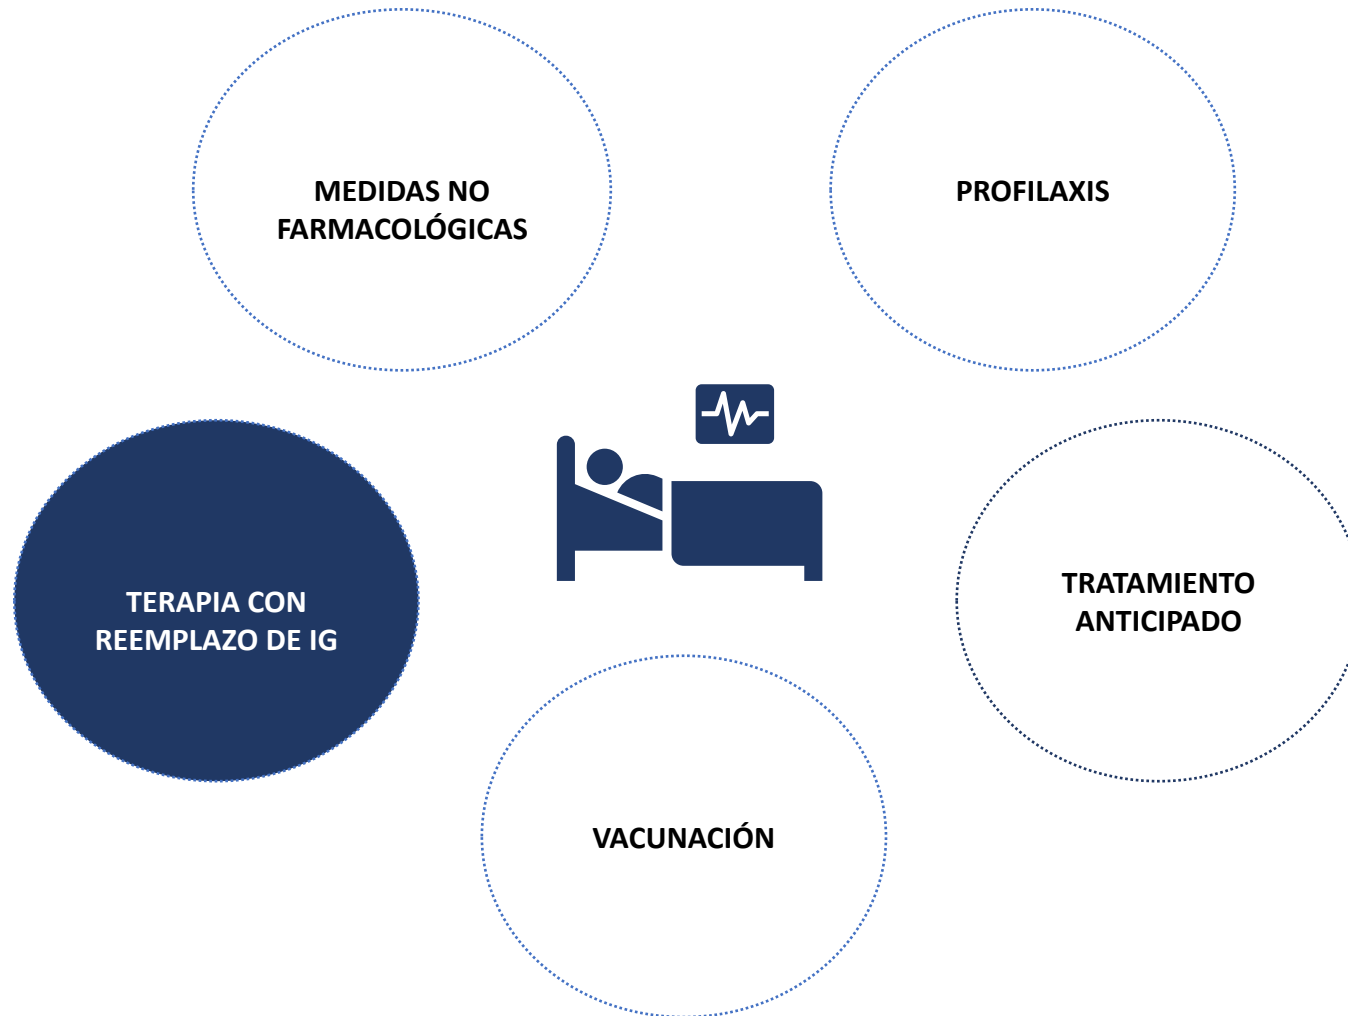 MEDIDAS NO
FARMACOLÓGICAS
PROFILAXIS
TERAPIA CON
REEMPLAZO DE IG
TRATAMIENTO
ANTICIPADO
VACUNACIÓN